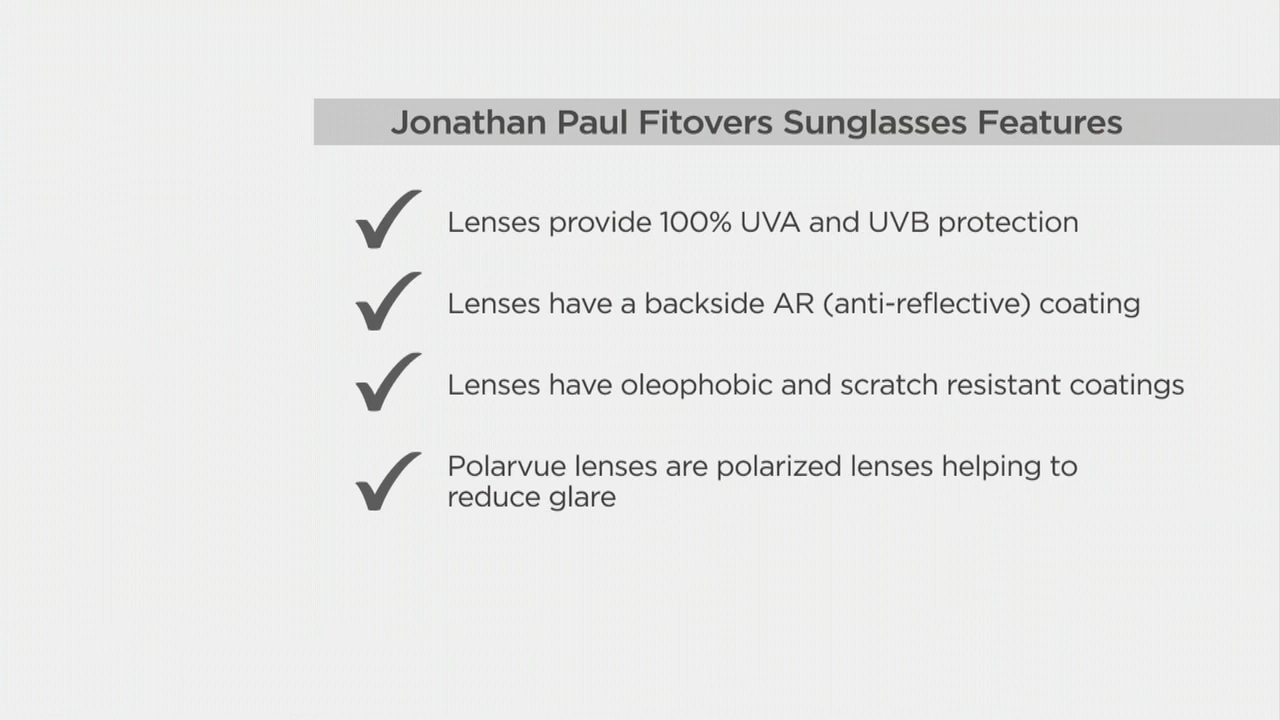 Jonathan Paul Fitovers Sunglasses Features
Lenses provide 100% UVA and UVB protection
Lenses have a backside AR (anti-reflective) coating
Lenses have oleophobic and scratch resistant coatings
Polarvue lenses are polarized lenses helping to
reduce glare